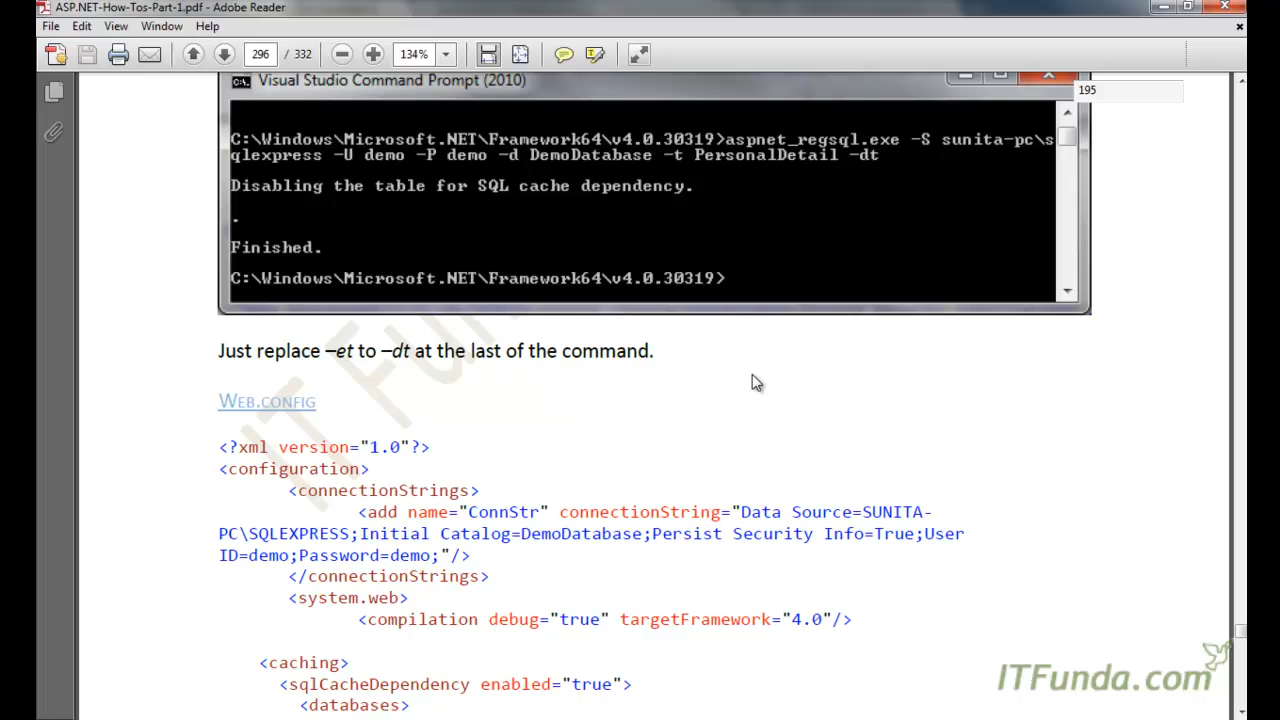 ASP.NET-How-Tos-Part-1.pdf - Adobe Reader
File Edit View Window Help
296 / 332 134%
195
Visual Studio Command Prompt (2010)
C:\Windows\Microsoft.NET\Framework64\v4.0.30319>aspnet_regsql.exe -S sunita-pc\s
qlexpress -U demo -P demo -d DemoDatabase -t PersonalDetail -dt
Disabling the table for SQL cache dependency.
.
Finished.
C:\Windows\Microsoft.NET\Framework64\v4.0.30319>
Just replace –et to –dt at the last of the command.
WEB.CONFIG
<?xml version="1.0"?>
<configuration>
<connectionStrings>
<add name="ConnStr" connectionString="Data Source=SUNITA-
PC\SQLEXPRESS;Initial Catalog=DemoDatabase;Persist Security Info=True;User
ID=demo;Password=demo;"/>
</connectionStrings>
<system.web>
<compilation debug="true" targetFramework="4.0"/>
<caching>
<sqlCacheDependency enabled="true">
<databases>
IT Fun
ITFunda.com